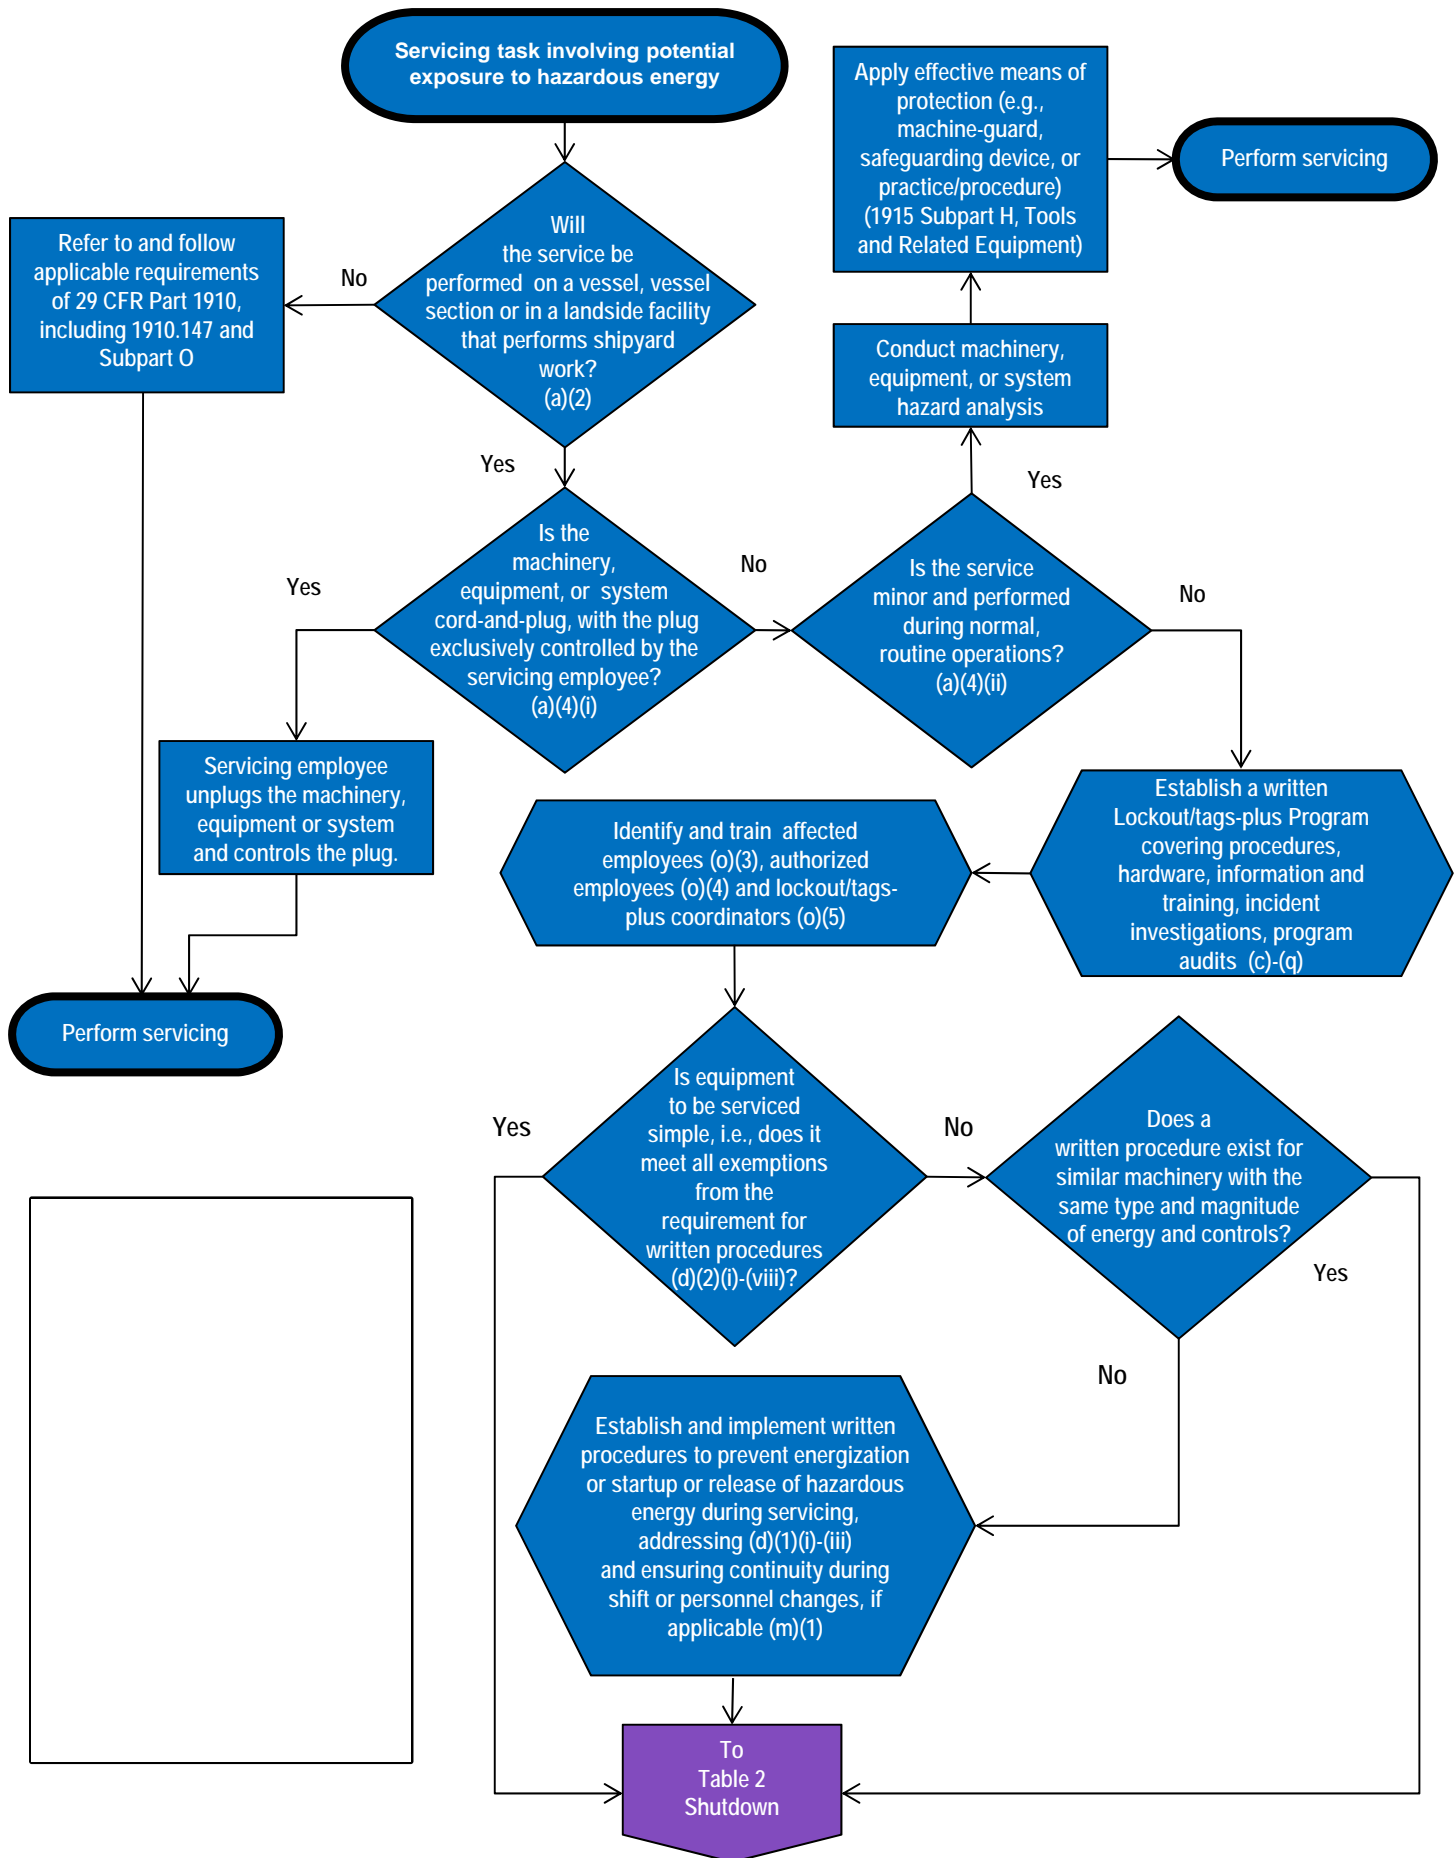 Servicing task involving potential
exposure to hazardous energy
Apply effective means of
protection (e.g.,
machine-guard,
safeguarding device, or
practice/procedure)
(1915 Subpart H, Tools
and Related Equipment)
Perform servicing
Refer to and follow
applicable requirements
of 29 CFR Part 1910,
including 1910.147 and
Subpart O
No
Will
the service be
performed on a vessel, vessel
section or in a landside facility
that performs shipyard
work?
(a)(2)
Conduct machinery,
equipment, or system
hazard analysis
Yes
Yes
Yes
Is the
machinery,
equipment, or system
cord-and-plug, with the plug
exclusively controlled by the
servicing employee?
(a)(4)(i)
No
Is the service
minor and performed
during normal,
routine operations?
(a)(4)(ii)
No
Servicing employee
unplugs the machinery,
equipment or system
and controls the plug.
Identify and train affected
employees (o)(3), authorized
employees (o)(4) and lockout/tags-
plus coordinators (o)(5)
Establish a written
Lockout/tags-plus Program
covering procedures,
hardware, information and
training, incident
investigations, program
audits (c)-(q)
Perform servicing
Yes
Is equipment
to be serviced
simple, i.e., does it
meet all exemptions
from the
requirement for
written procedures
(d)(2)(i)-(viii)?
No
Does a
written procedure exist for
similar machinery with the
same type and magnitude
of energy and controls?
Yes
No
Establish and implement written
procedures to prevent energization
or startup or release of hazardous
energy during servicing,
addressing (d)(1)(i)-(iii)
and ensuring continuity during
shift or personnel changes, if
applicable (m)(1)
To
Table 2
Shutdown